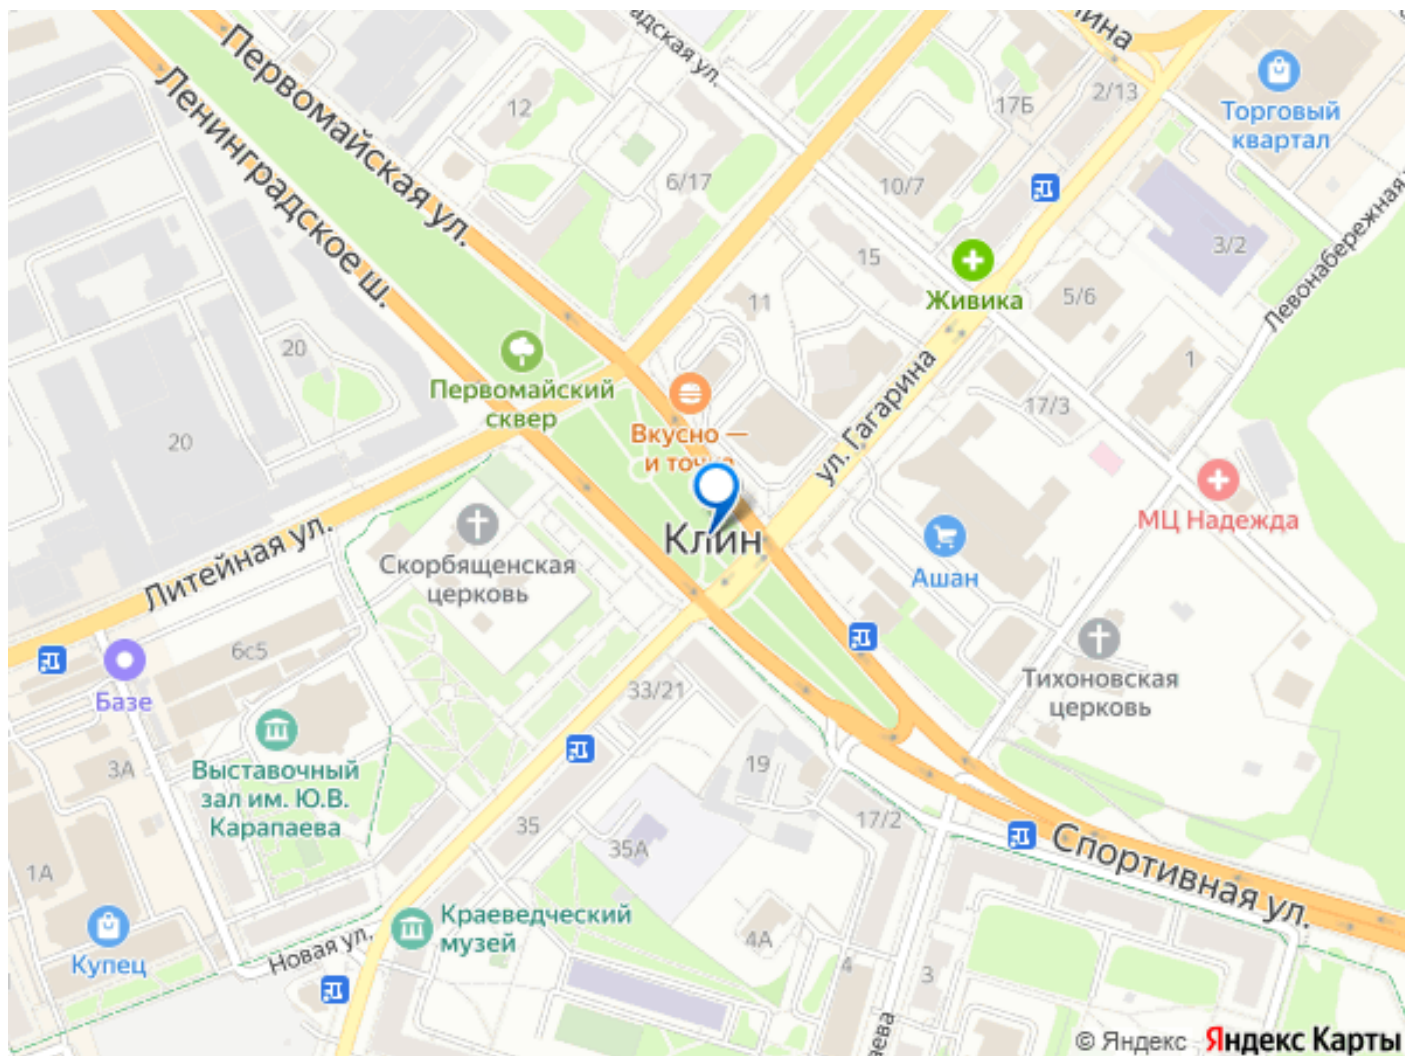 Первомайская ул.
Ленинградское ш.
адская ул.
ина
12
17Б
2/13
Торговый
квартал
6/17
10/7
15
11
Живика
5/6
3/2
Левонабережная
1
17/3
20
20
Первомайский
сквер
Вкусно —
и точка
ул. Гагарина
МЦ Надежда
Клин
Ашан
Литейная ул.
Скорбященская
церковь
6с5
Базе
33/21
Тихоновская
церковь
Выставочный
зал им. Ю.В.
Карапаева
3А
19
35
35А
17/2
Спортивная ул.
1А
Купец
Новая ул.
Краеведческий
музей
4А
4
3
аева
© Яндекс Яндекс Карты